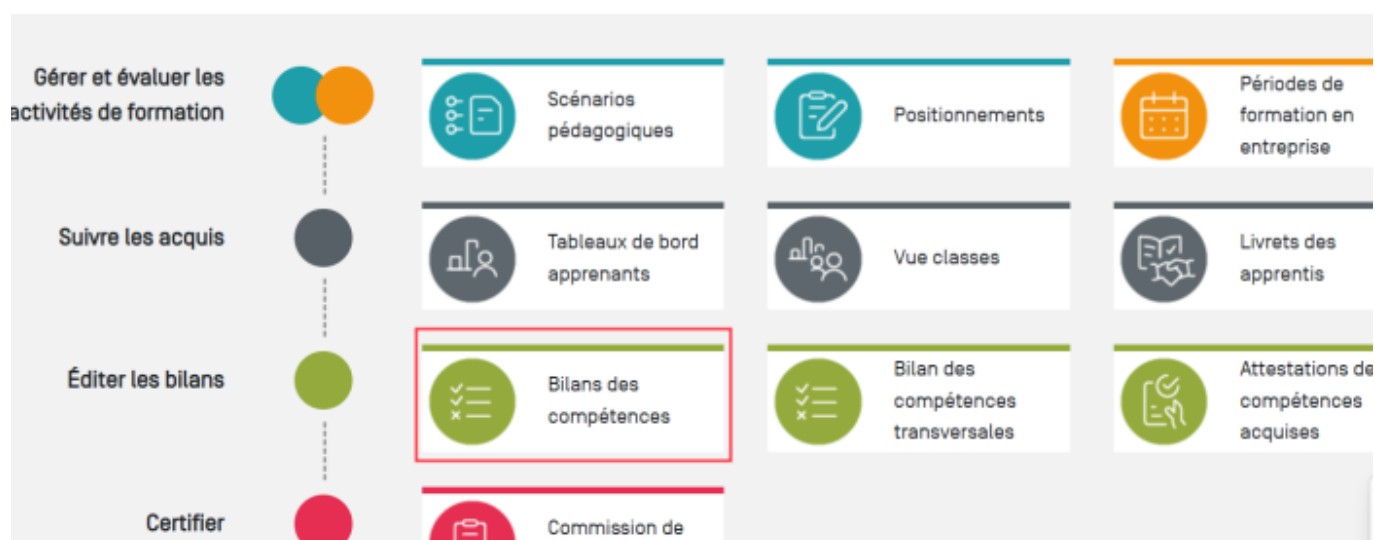 Gérer et évaluer les
activités de formation
Scénarios
pédagogiques
Positionnements
Périodes de
formation en
entreprise
Suivre les acquis
Tableaux de bord
apprenants
Vue classes
Livrets des
apprentis
Éditer les bilans
Bilans des
compétences
Bilan des
compétences
transversales
Attestations de
compétences
acquises
Certifier
Commission de